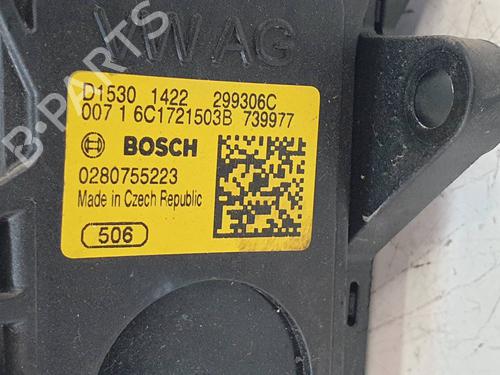 VW AG
D1530 1422 299306C
007 1 6C1721503B 739977
BOSCH
0280755223
Made in Czech Republic
506
B-PARTS